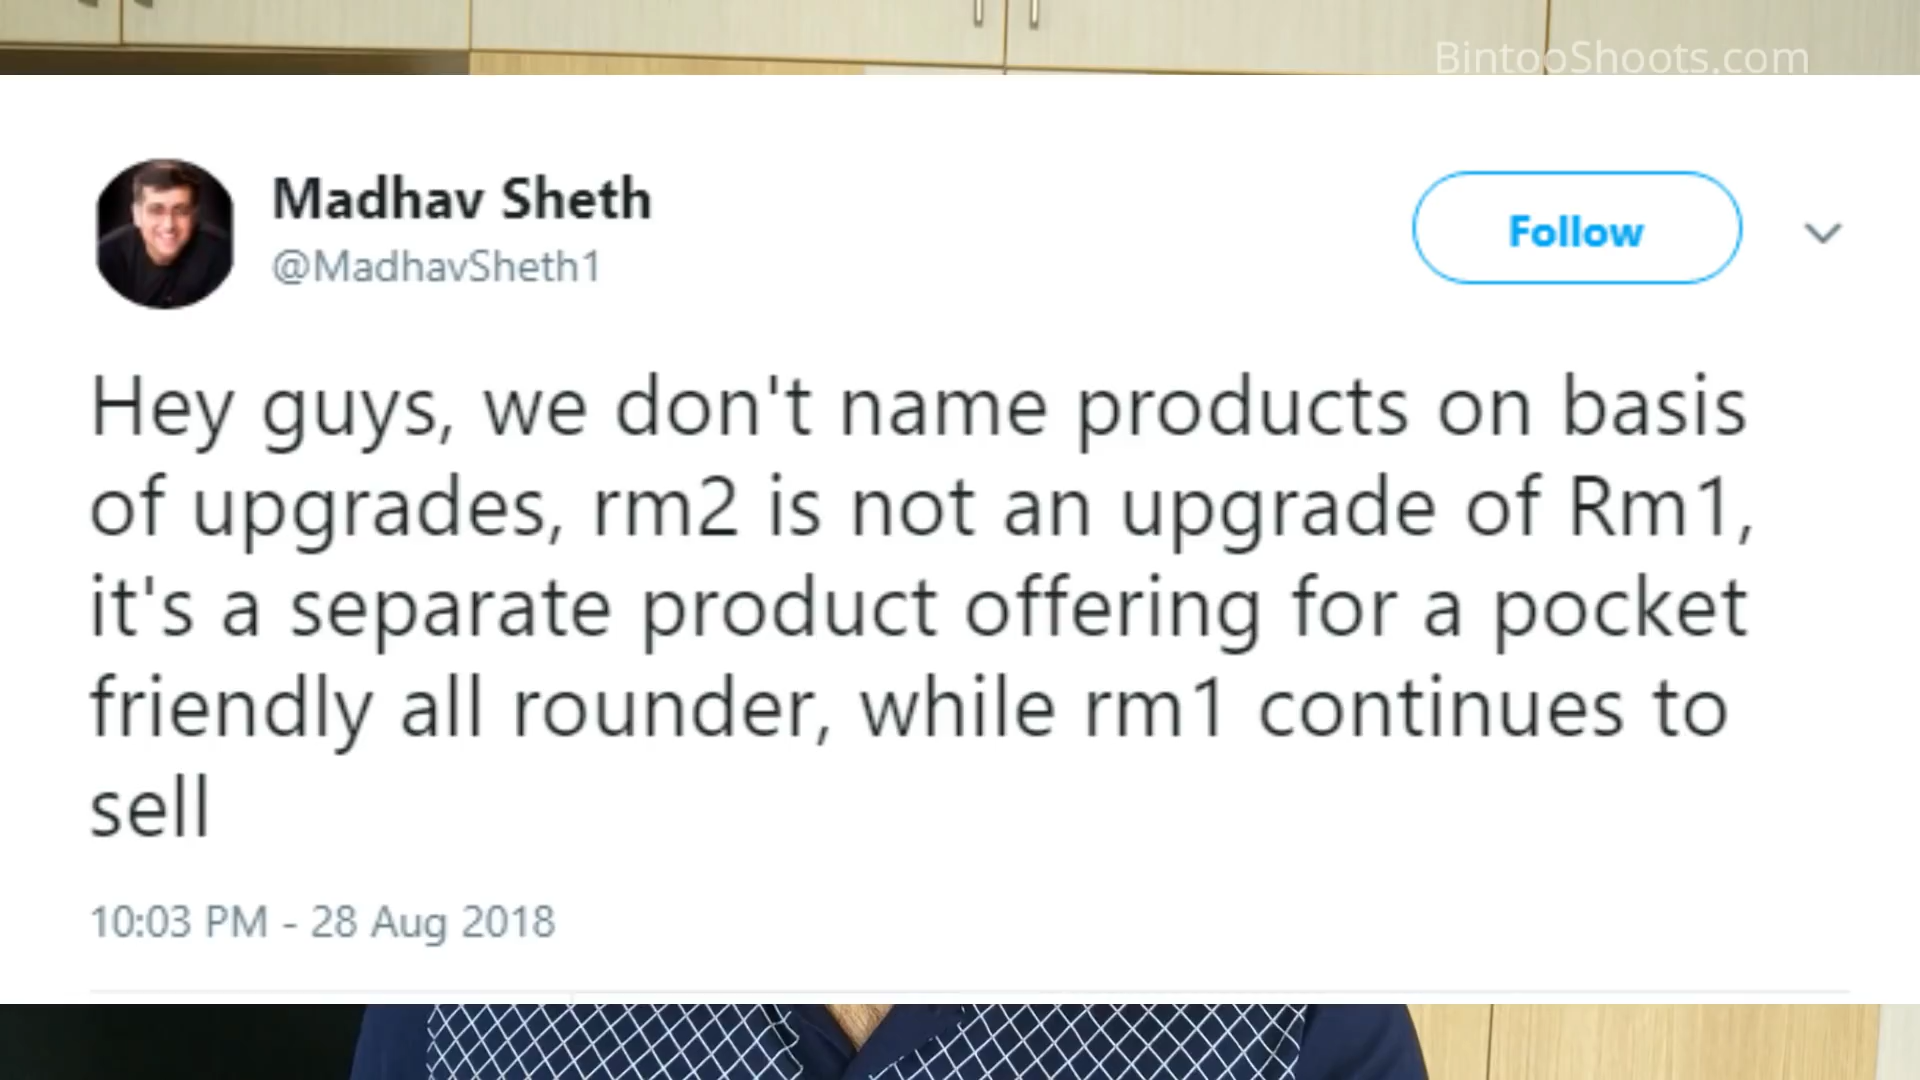 BintooShoots.com
Madhav Sheth
@MadhavSheth1
Follow
Hey guys, we don't name products on basis
of upgrades, rm2 is not an upgrade of Rm1,
it's a separate product offering for a pocket
friendly all rounder, while rm1 continues to
sell
10:03 PM - 28 Aug 2018